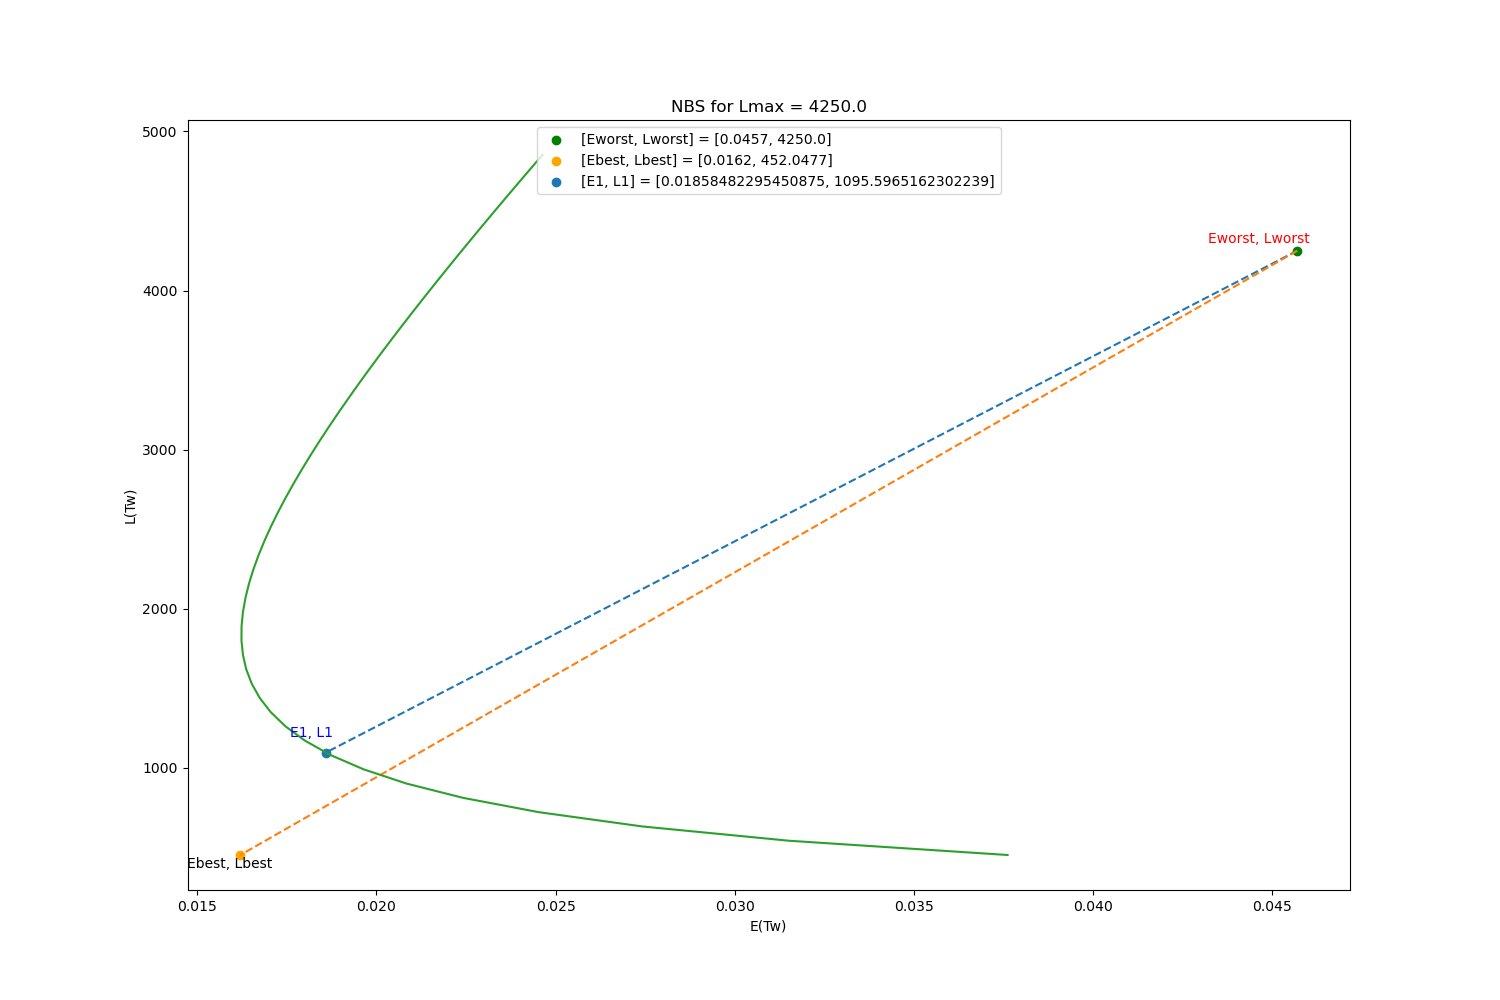 NBS for Lmax = 4250.0
[Eworst, Lworst] = [0.0457, 4250.0]
[Ebest, Lbest] = [0.0162, 452.0477]
[E1, L1] = [0.01858482295450875, 1095.5965162302239]
5000
Eworst, Lworst
4000
3000
L(Tw)
2000
E1, L1
1000
Ebest, Lbest
0.015 0.020 0.025 0.030 0.035 0.040 0.045
E(Tw)